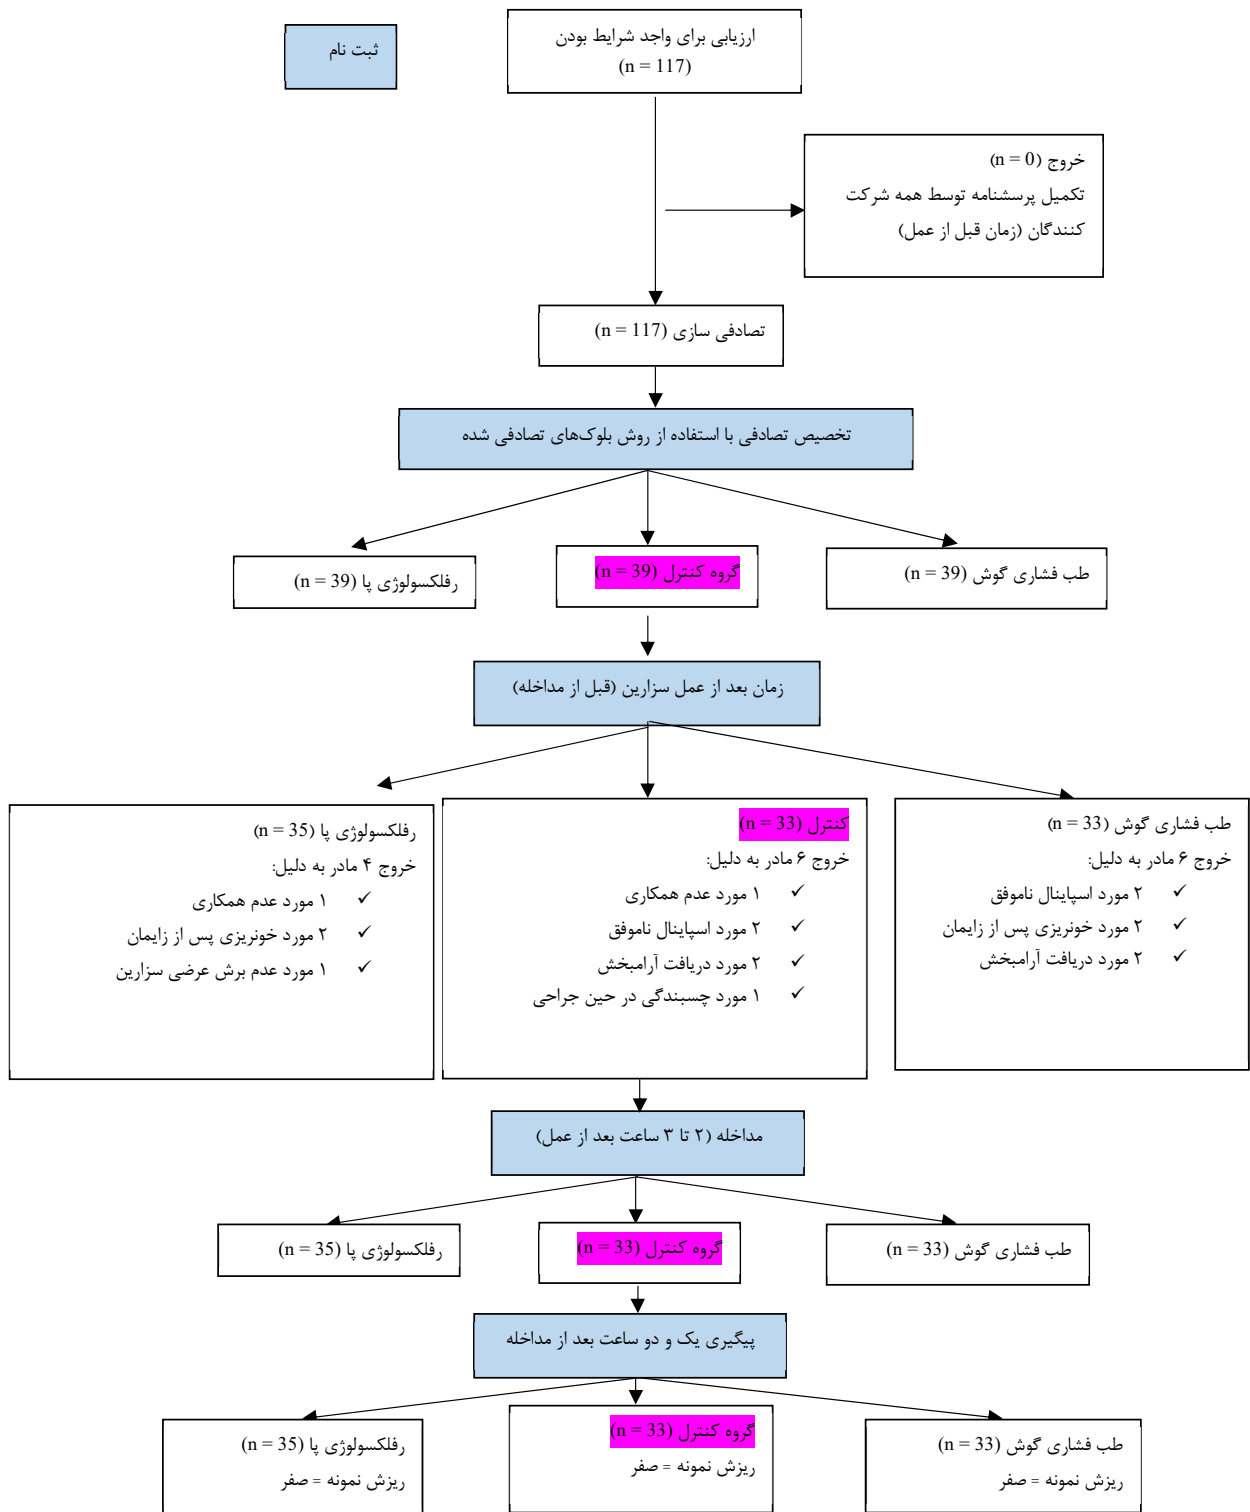 ثبت نام
ارزیابی برای واجد شرایط بودن
(n = 117)
خروج (n = 0)
تکمیل پرسشنامه توسط همه شرکت
کنندگان (زمان قبل از عمل)
تصادفی سازی (n = 117)
تخصیص تصادفی با استفاده از روش بلوک‌های تصادفی شده
طب فشاری گوش (n = 39)
گروه کنترل (n = 39)
رفلکسولوژی پا (n = 39)
زمان بعد از عمل سزارین (قبل از مداخله)
طب فشاری گوش (n = 33)
خروج ۶ مادر به دلیل:
✓ ۲ مورد اسپاینال ناموفق
✓ ۲ مورد خونریزی پس از زایمان
✓ ۲ مورد دریافت آرامبخش
کنترل (n = 33)
خروج ۶ مادر به دلیل:
✓ ۱ مورد عدم همکاری
✓ ۲ مورد اسپاینال ناموفق
✓ ۲ مورد دریافت آرامبخش
✓ ۱ مورد چسبندگی در حین جراحی
رفلکسولوژی پا (n = 35)
خروج ۴ مادر به دلیل:
✓ ۱ مورد عدم همکاری
✓ ۲ مورد خونریزی پس از زایمان
✓ ۱ مورد عدم برش عرضی سزارین
مداخله (۲ تا ۳ ساعت بعد از عمل)
طب فشاری گوش (n = 33)
گروه کنترل (n = 33)
رفلکسولوژی پا (n = 35)
پیگیری یک و دو ساعت بعد از مداخله
طب فشاری گوش (n = 33)
ریزش نمونه = صفر
گروه کنترل (n = 33)
ریزش نمونه = صفر
رفلکسولوژی پا (n = 35)
ریزش نمونه = صفر